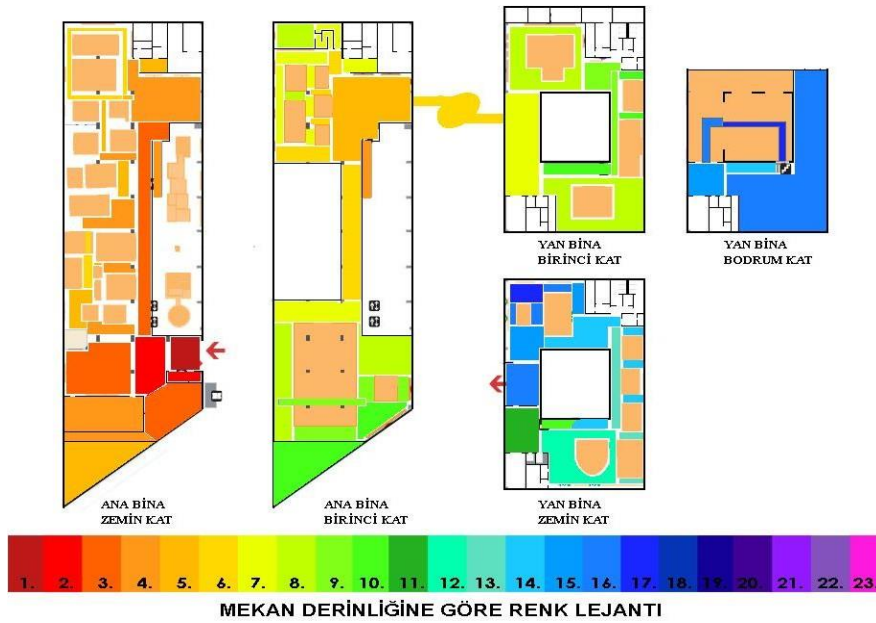 YAN BİNA
BİRİNCİ KAT
YAN BİNA
BODRUM KAT
ANA BİNA
ZEMİN KAT
ANA BİNA
BİRİNCİ KAT
YAN BİNA
ZEMİN KAT
1. 2. 3. 4. 5. 6. 7. 8. 9. 10. 11. 12. 13. 14. 15. 16. 17. 18. 19. 20. 21. 22. 23.
MEKAN DERİNLİĞİNE GÖRE RENK LEJANTI